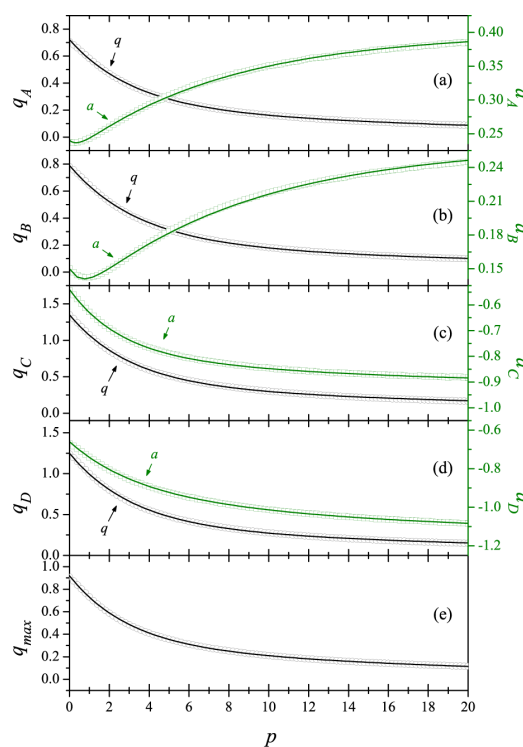 0.8
0.6
0.4
0.2
0.0
q_A
q
a
(a)
0.40
0.35
0.30
0.25
a_A
0.8
0.6
0.4
0.2
0.0
q_B
q
a
(b)
0.24
0.21
0.18
0.15
a_B
1.5
1.0
0.5
0.0
q_C
a
q
(c)
-0.6
-0.7
-0.8
-0.9
-1.0
a_C
1.5
1.0
0.5
0.0
q_D
a
q
(d)
-0.6
-0.8
-1.0
-1.2
a_D
1.0
0.8
0.6
0.4
0.2
0.0
q_max
(e)
0 2 4 6 8 10 12 14 16 18 20
p